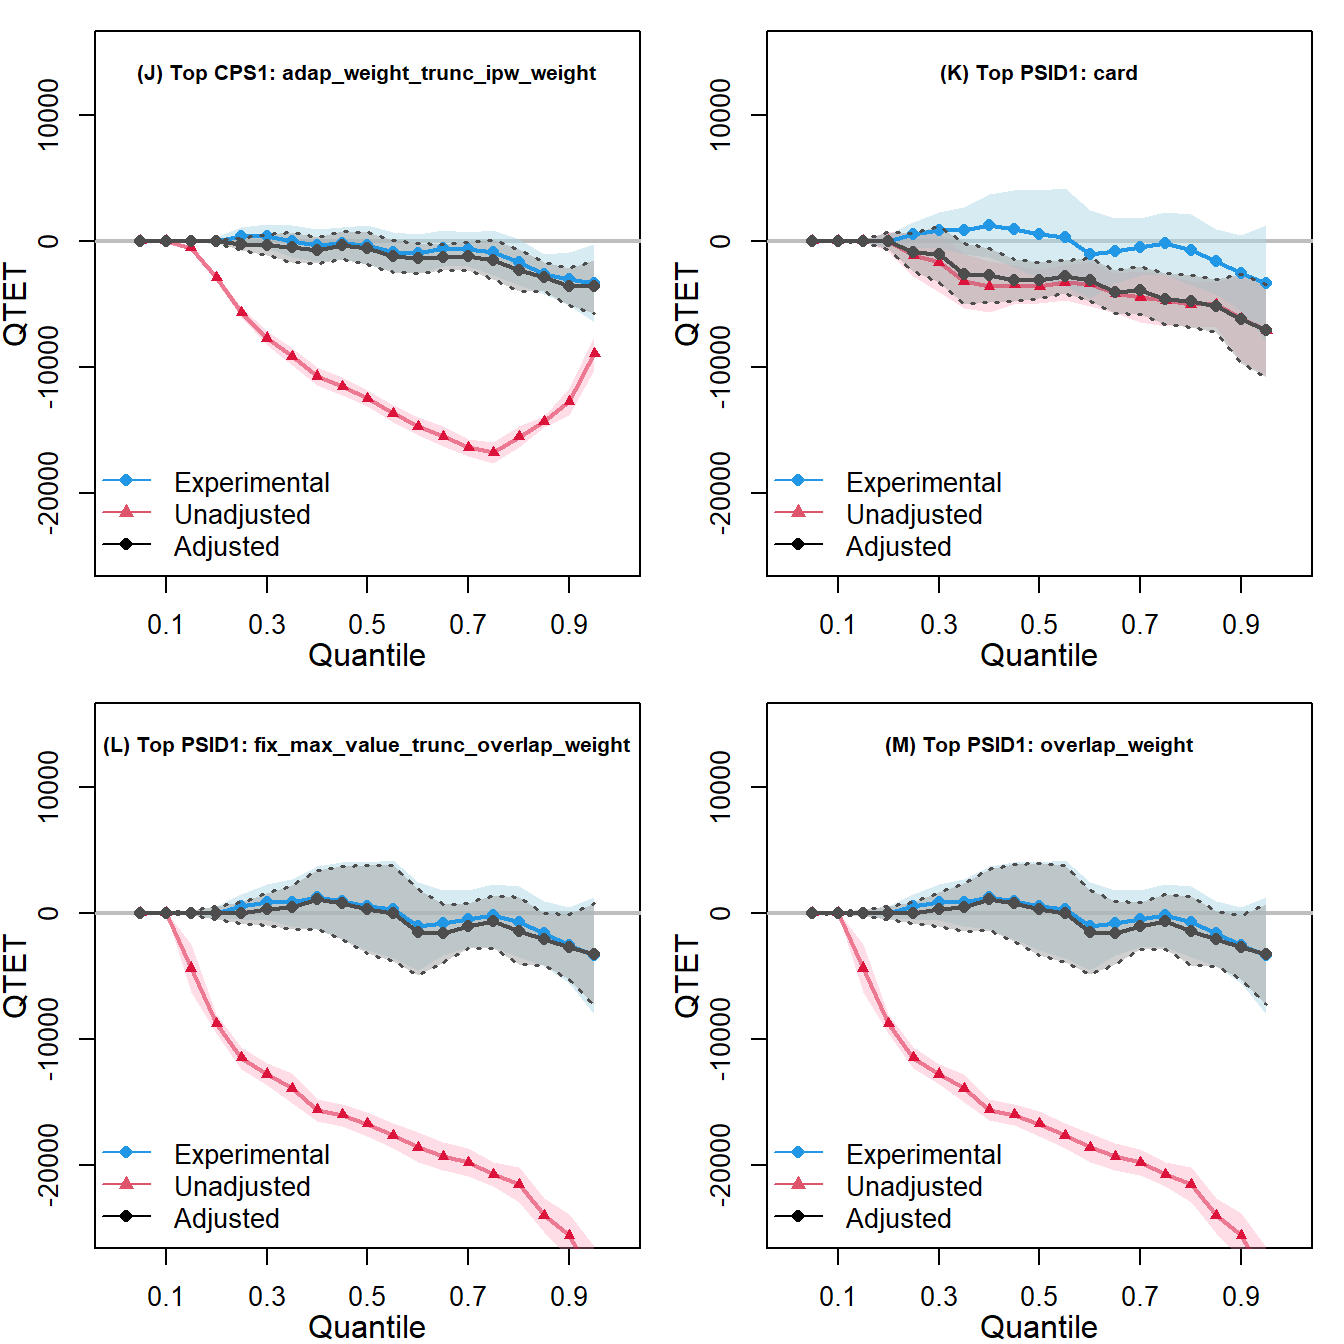 (J) Top CPS1: adap_weight_trunc_ipw_weight
10000
0
-10000
-20000
QTET
Experimental
Unadjusted
Adjusted
0.1 0.3 0.5 0.7 0.9
Quantile
(K) Top PSID1: card
10000
0
-10000
-20000
QTET
Experimental
Unadjusted
Adjusted
0.1 0.3 0.5 0.7 0.9
Quantile
(L) Top PSID1: fix_max_value_trunc_overlap_weight
10000
0
-10000
-20000
QTET
Experimental
Unadjusted
Adjusted
0.1 0.3 0.5 0.7 0.9
Quantile
(M) Top PSID1: overlap_weight
10000
0
-10000
-20000
QTET
Experimental
Unadjusted
Adjusted
0.1 0.3 0.5 0.7 0.9
Quantile